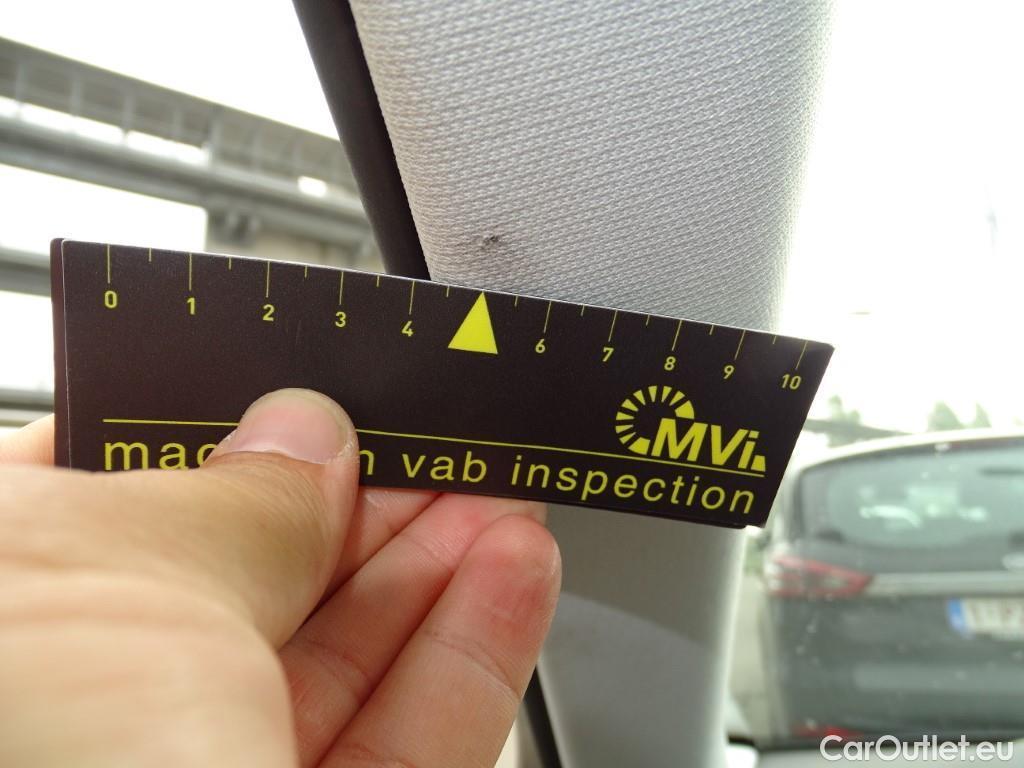 0 1 2 3 4 6 7 8 9 10
MVi
vab inspection
CarOutlet.eu